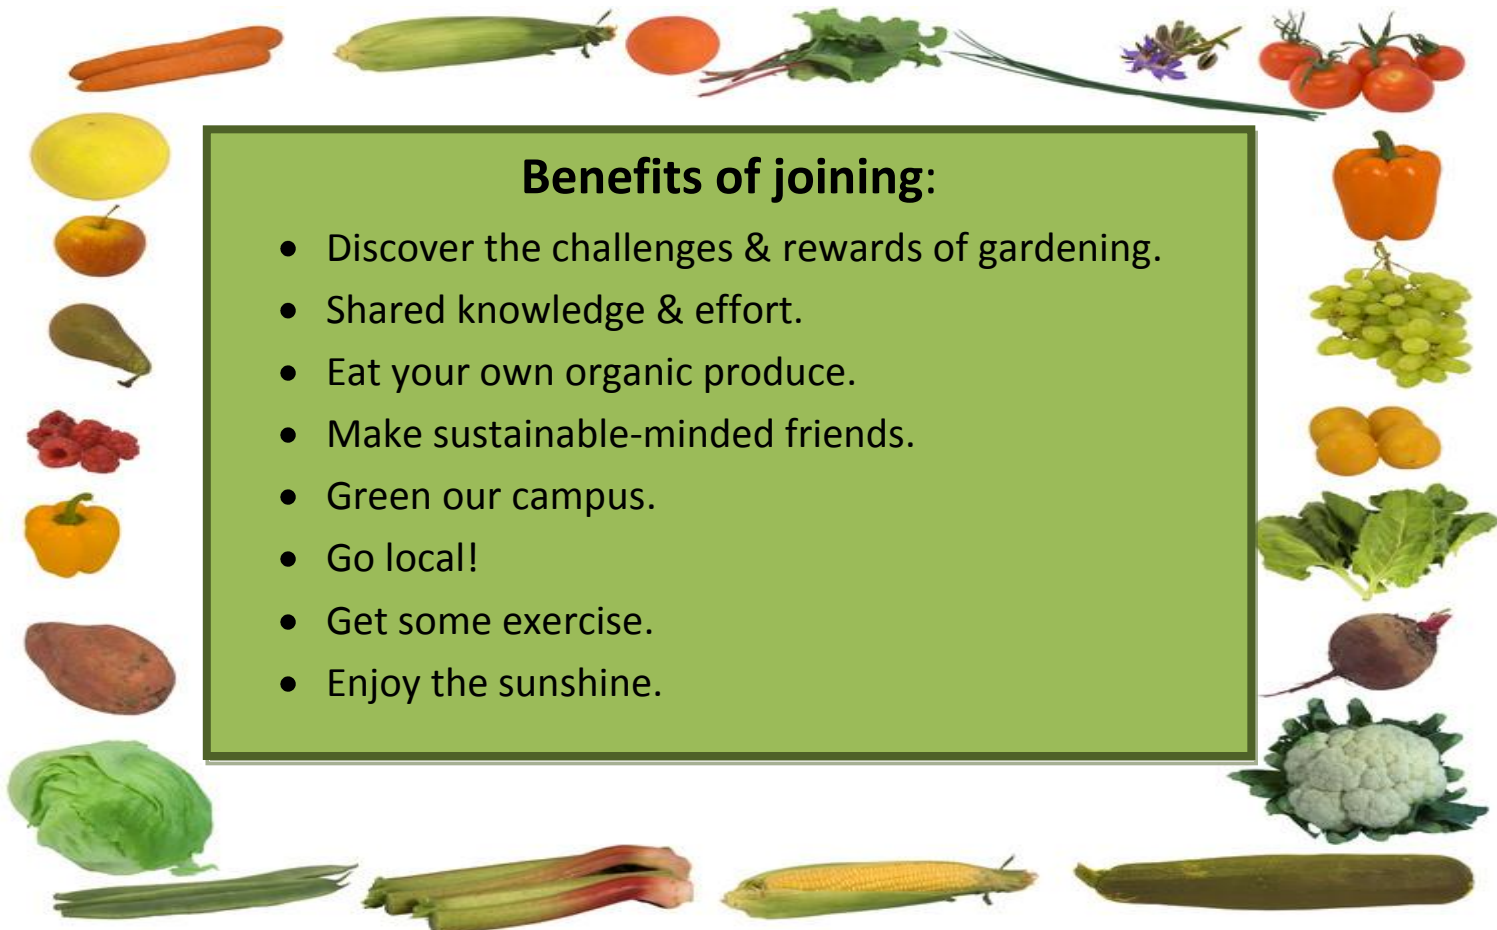 Benefits of joining:
• Discover the challenges & rewards of gardening.
• Shared knowledge & effort.
• Eat your own organic produce.
• Make sustainable-minded friends.
• Green our campus.
• Go local!
• Get some exercise.
• Enjoy the sunshine.